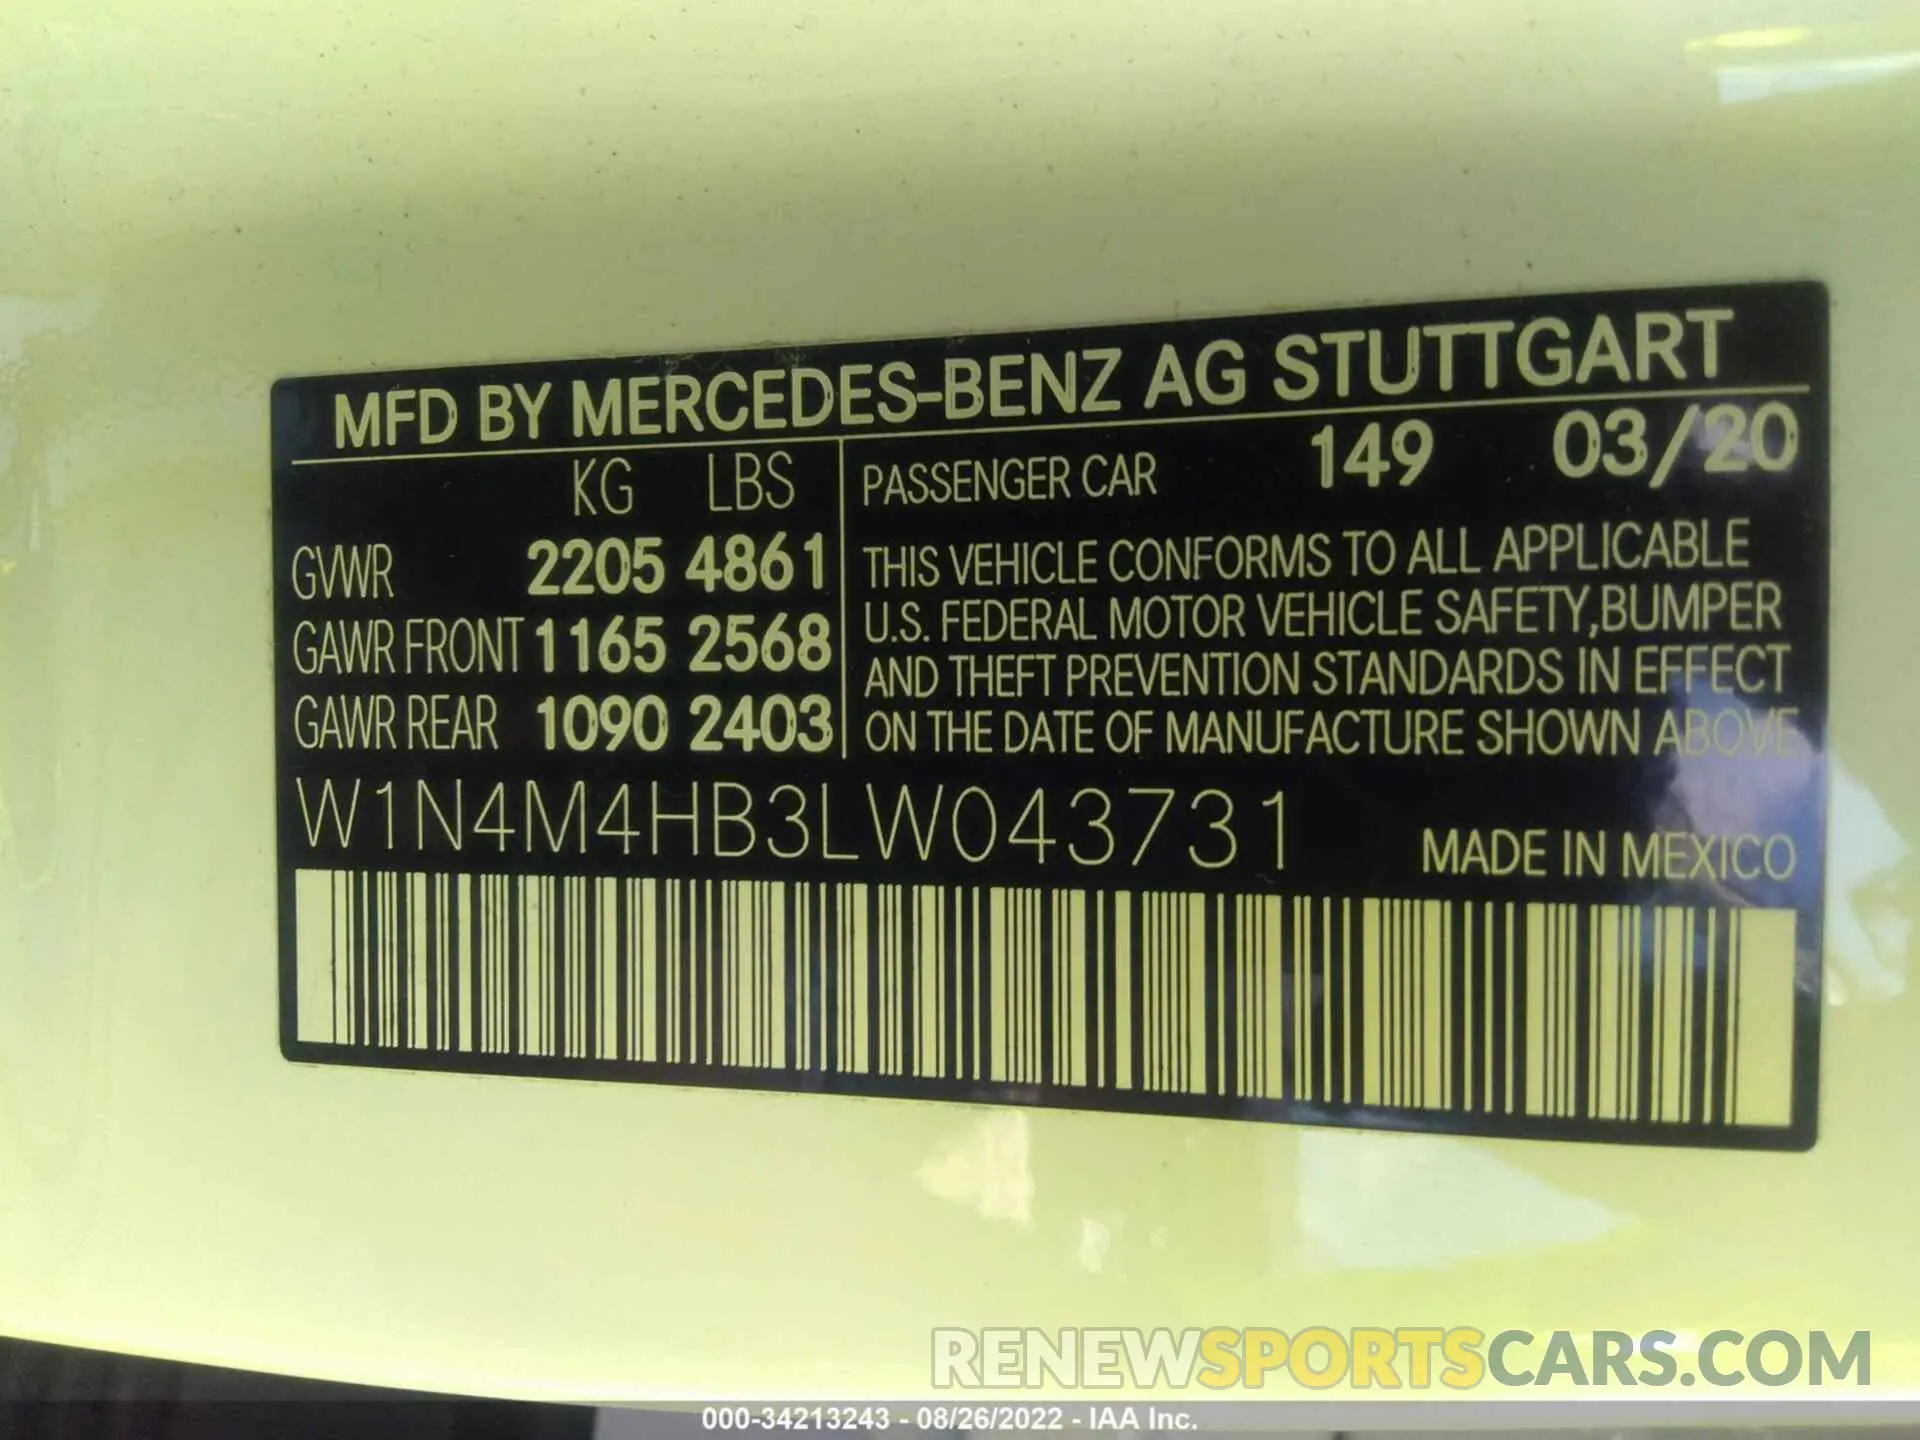 MFD BY MERCEDES-BENZ AG STUTTGART
KG LBS
GVWR 2205 4861
GAWR FRONT 1165 2568
GAWR REAR 1090 2403
PASSENGER CAR 149 03/20
THIS VEHICLE CONFORMS TO ALL APPLICABLE
U.S. FEDERAL MOTOR VEHICLE SAFETY,BUMPER
AND THEFT PREVENTION STANDARDS IN EFFECT
ON THE DATE OF MANUFACTURE SHOWN ABOVE
W1N4M4HB3LW043731
MADE IN MEXICO
RENEWSPORTSCARS.COM
000-34213243 - 08/26/2022 - IAA Inc.